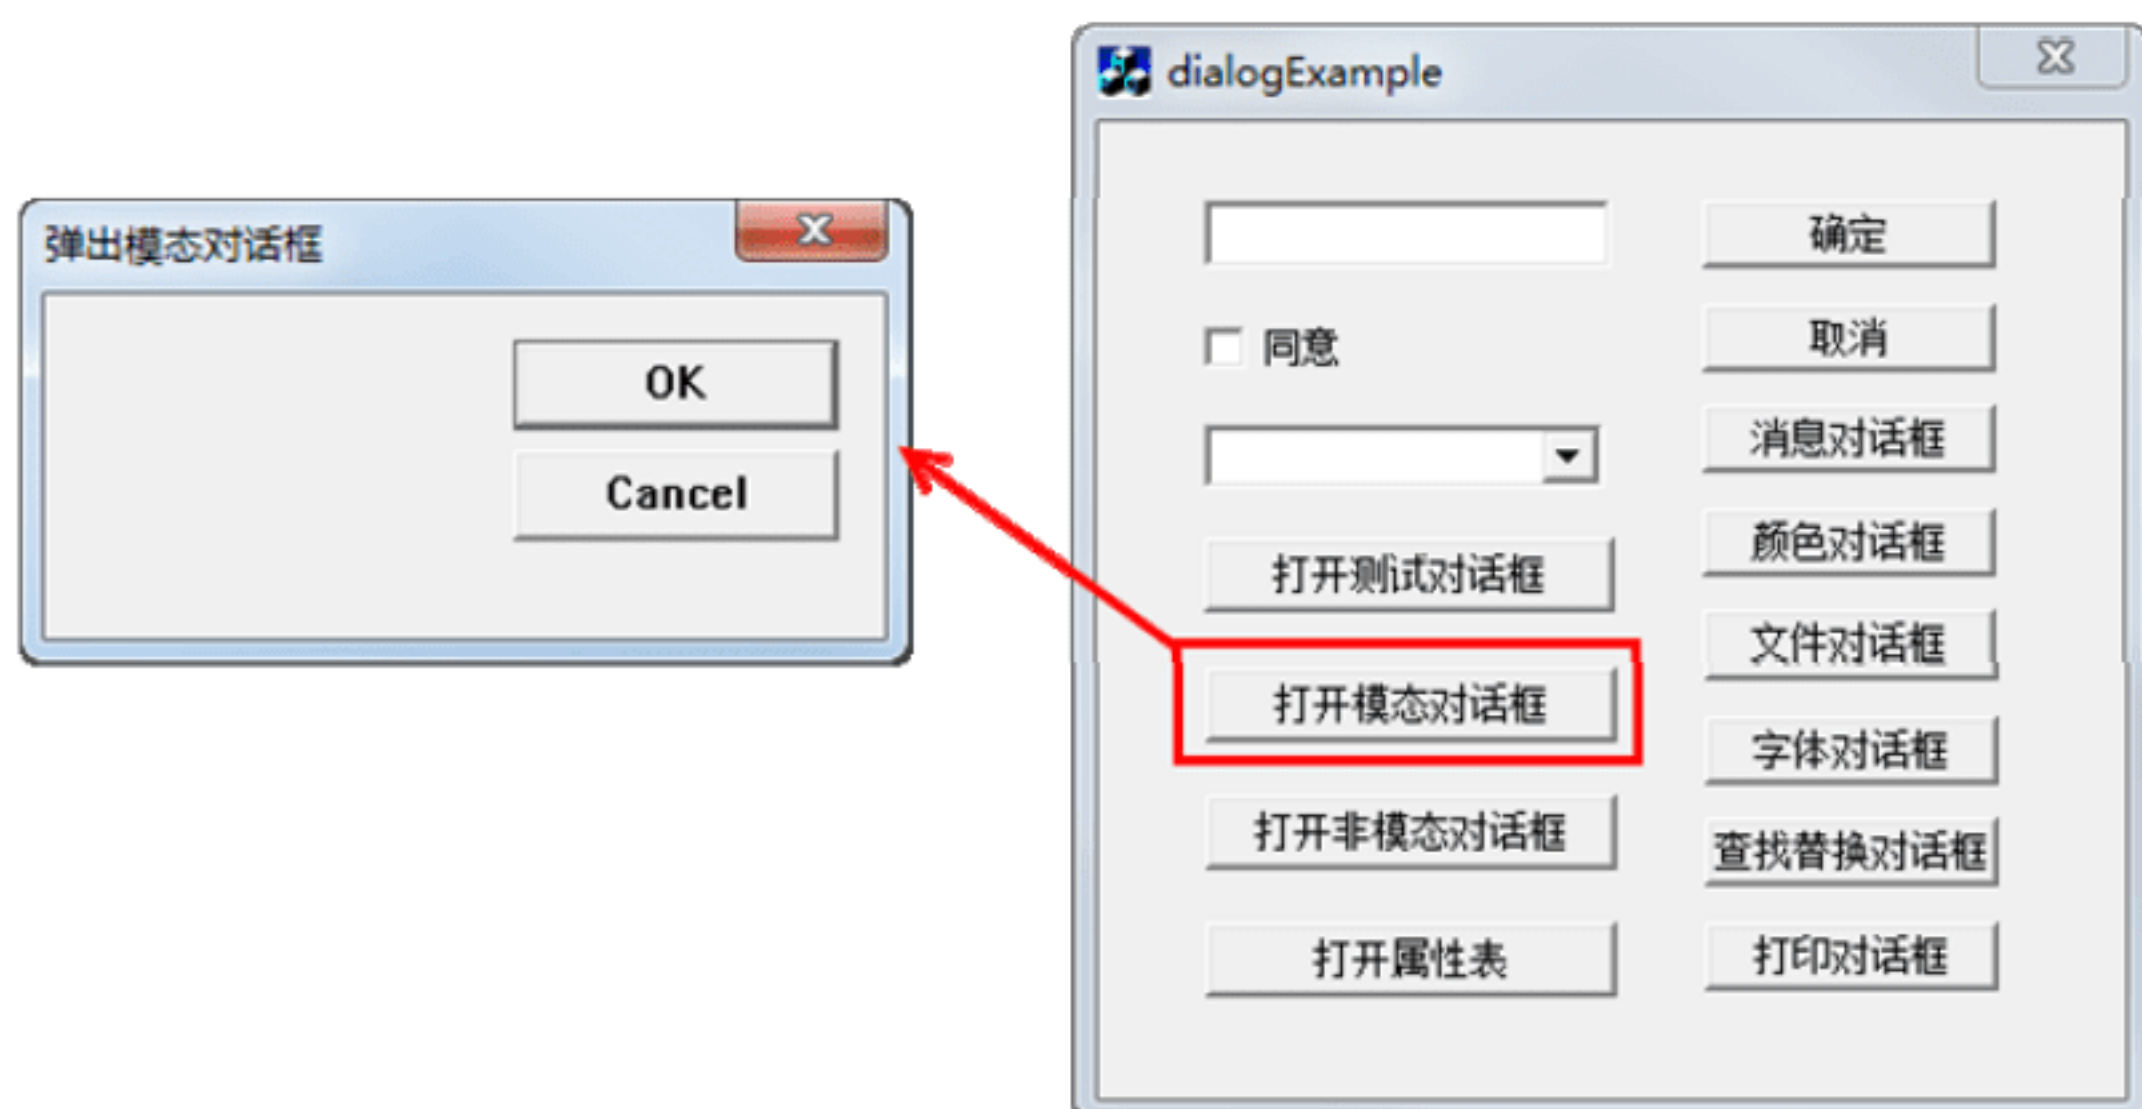 弹出模态对话框
OK
Cancel
dialogExample
确定
同意
取消
消息对话框
颜色对话框
打开测试对话框
文件对话框
打开模态对话框
字体对话框
打开非模态对话框
查找替换对话框
打开属性表
打印对话框